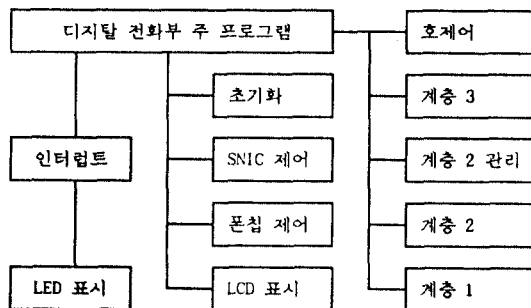 디지탈 전화부 주 프로그램
호제어
초기화
계층 3
인터럽트
SNIC 제어
계층 2 관리
폰칩 제어
계층 2
LED 표시
LCD 표시
계층 1